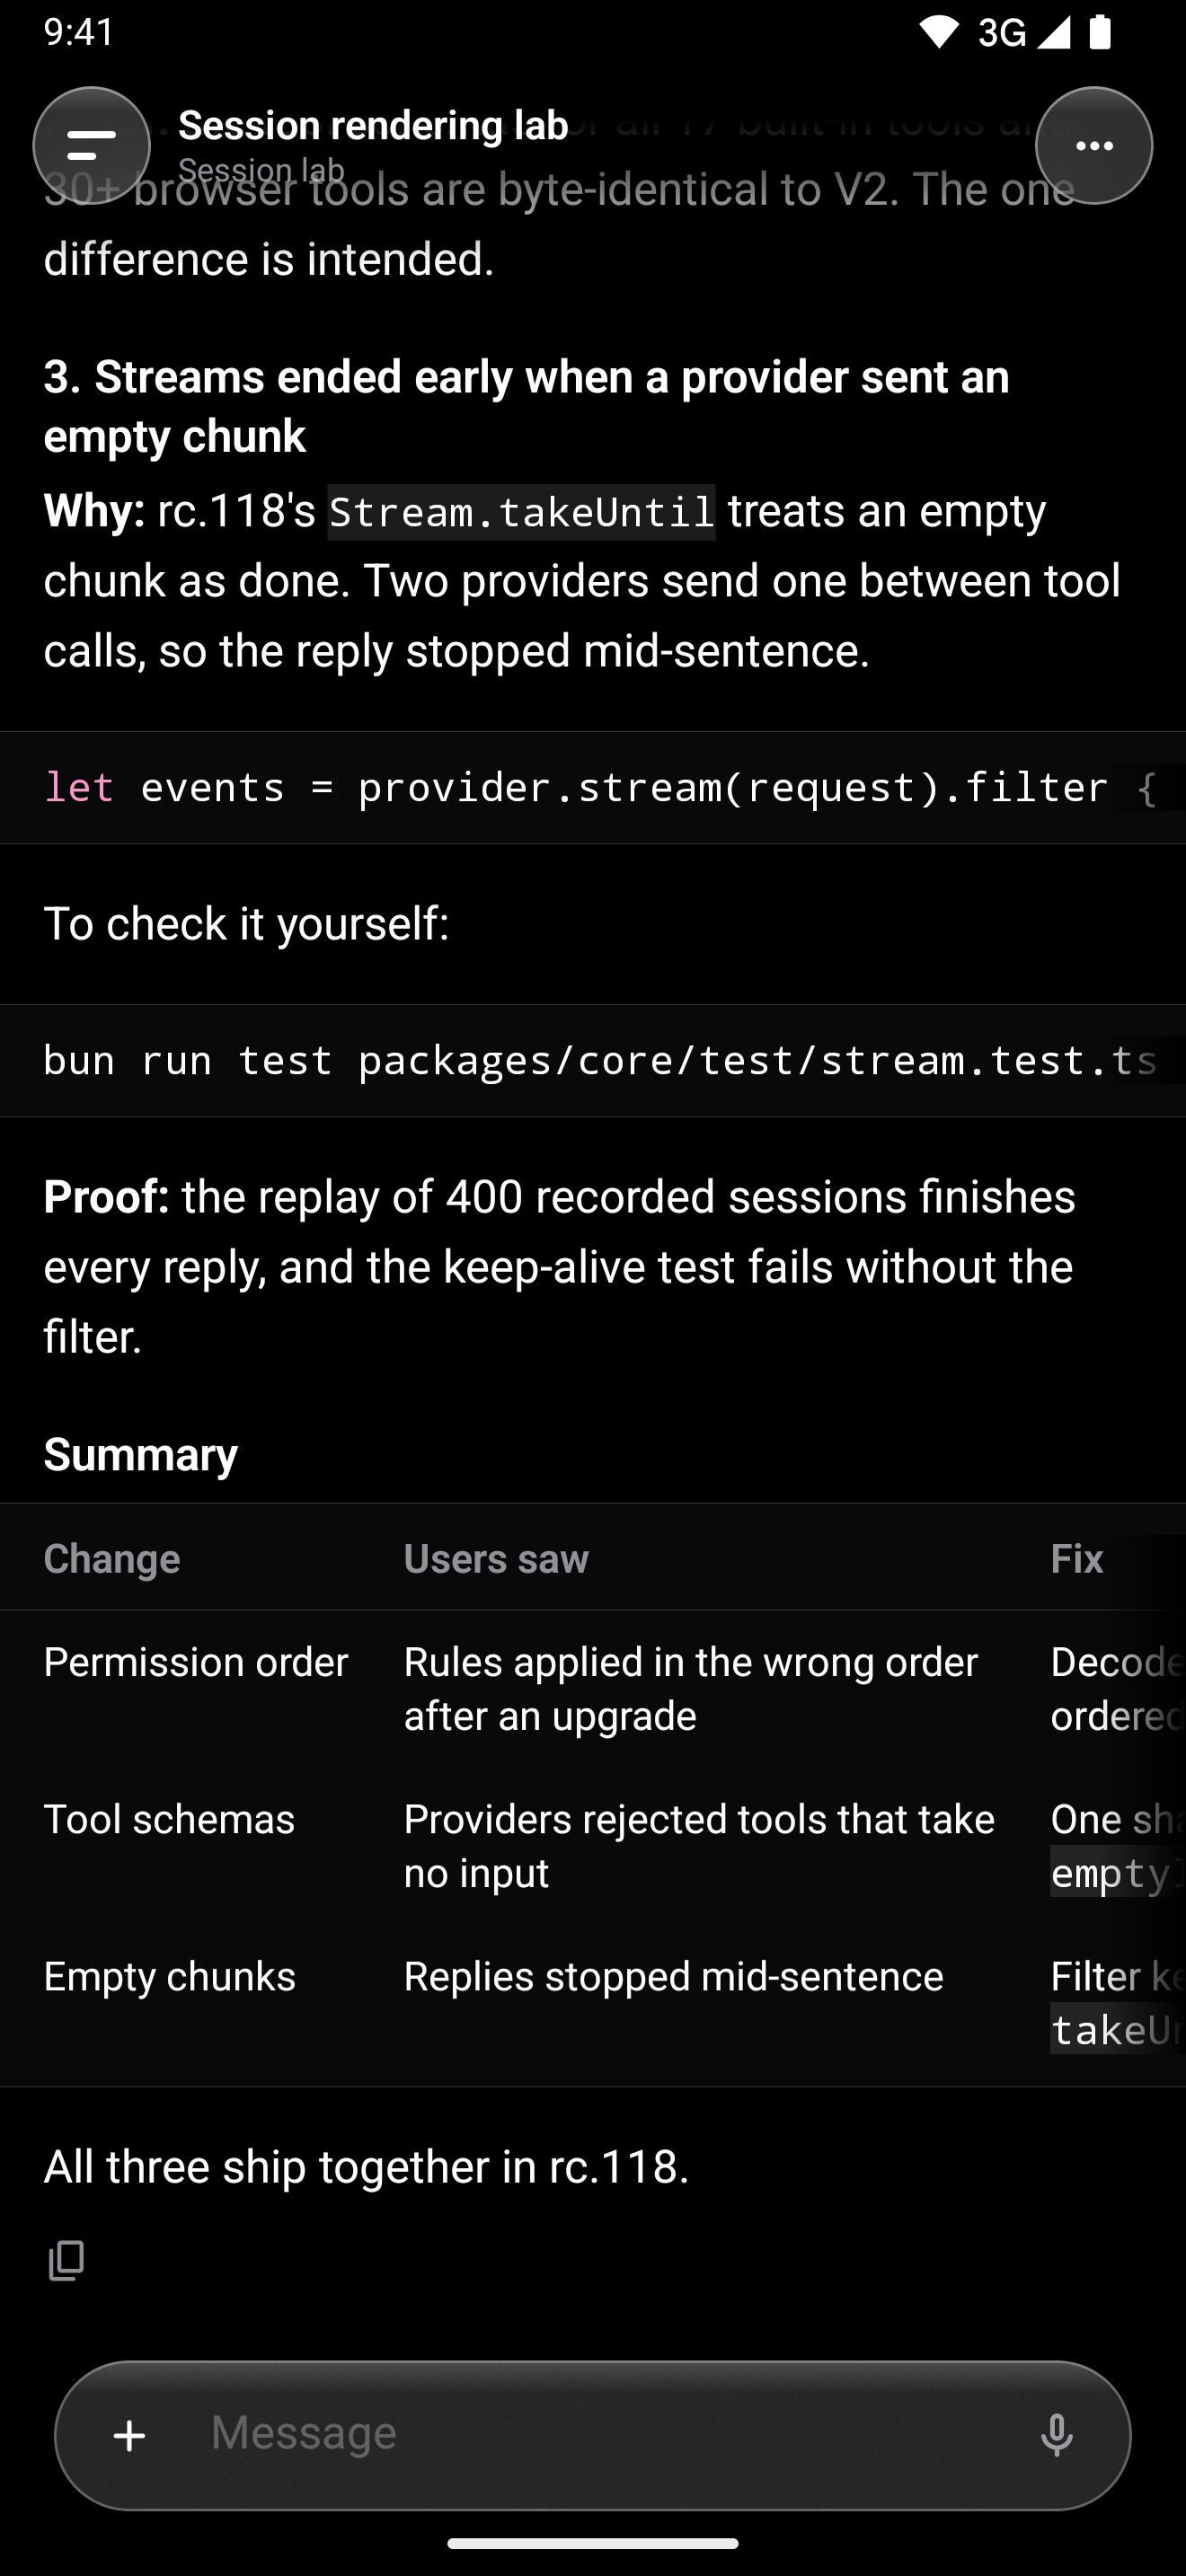 9:41
3G
Session rendering lab
Session lab
30+ browser tools are byte-identical to V2. The one
difference is intended.
3. Streams ended early when a provider sent an
empty chunk
Why: rc.118's Stream.takeUntil treats an empty
chunk as done. Two providers send one between tool
calls, so the reply stopped mid-sentence.
let events = provider.stream(request).filter {
To check it yourself:
bun run test packages/core/test/stream.test.ts
Proof: the replay of 400 recorded sessions finishes
every reply, and the keep-alive test fails without the
filter.
Summary
Change Users saw Fix
Permission order Rules applied in the wrong order Decode
after an upgrade ordered
Tool schemas Providers rejected tools that take One
no input
Empty chunks Replies stopped mid-sentence Filter
All three ship together in rc.118.
Message